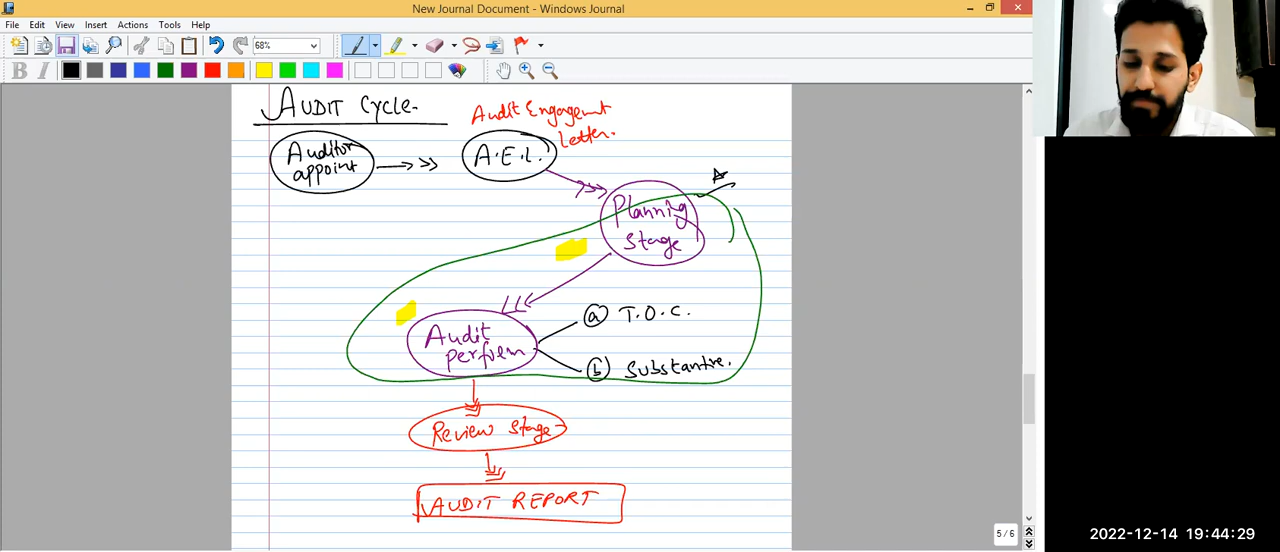 New Journal Document - Windows Journal
File Edit View Insert Actions Tools Help
68%
B I
AUDIT Cycle-
Audit Engagement
Letter.
Auditor
appoint
A.E.L.
Planning
Stage
Audit
perform
(a) T.O.C.
(b) Substantive.
Review Stage
AUDIT REPORT
5/6
2022-12-14 19:44:29